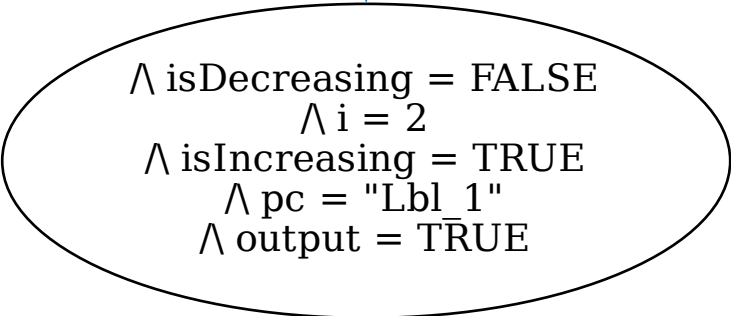 /\ isDecreasing = FALSE
/\ i = 2
/\ isIncreasing = TRUE
/\ pc = "Lbl_1"
/\ output = TRUE